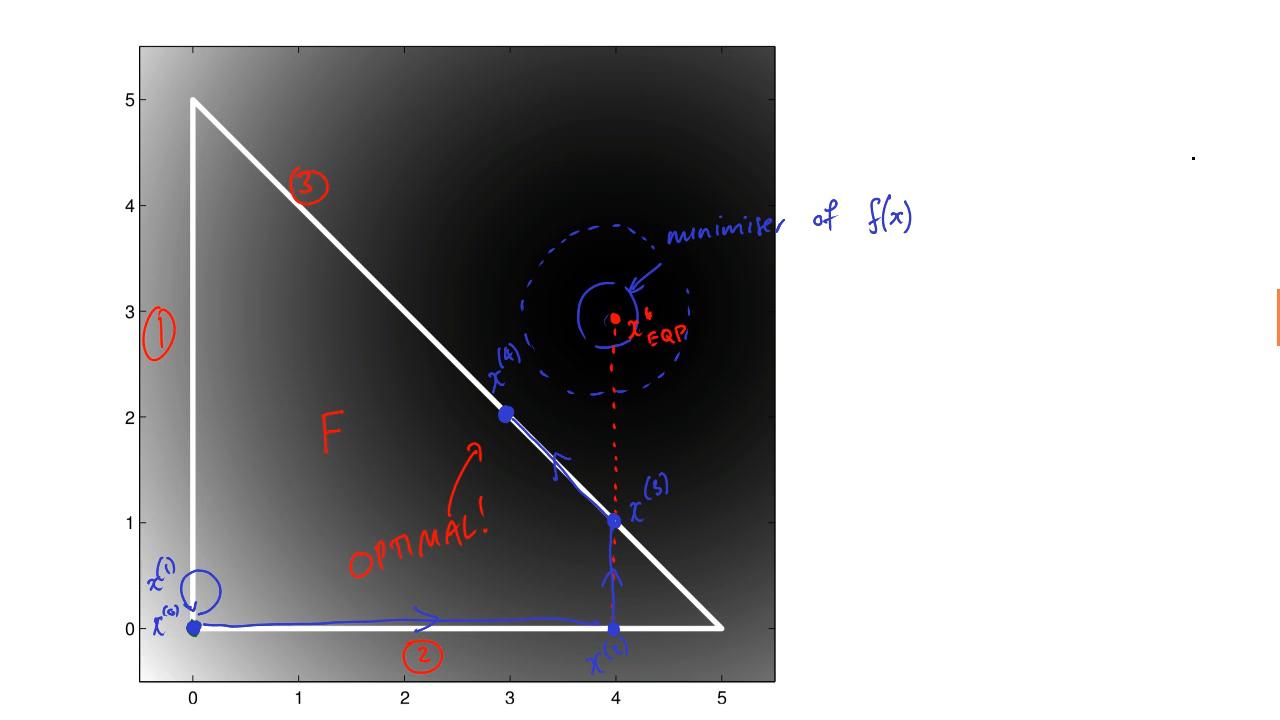 5
③
4
minimiser of f(x)
①
3
x*EQP
x^(4)
2
F
x^(3)
1
OPTIMAL!
x^(1)
x^(0)
0
②
x^(2)
0 1 2 3 4 5